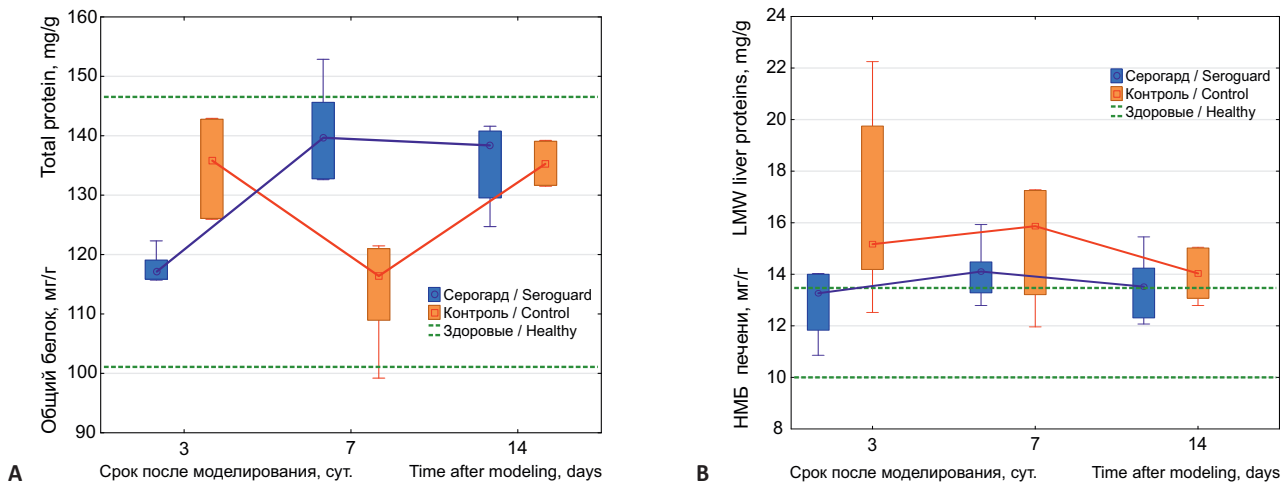 Общий белок, мг/г Total protein, mg/g
160
150
140
130
120
110
100
90
Серогард / Seroguard
Контроль / Control
Здоровые / Healthy
3 7 14
A Срок после моделирования, сут. Time after modeling, days
НМБ печени, мг/г LMW liver proteins, mg/g
24
22
20
18
16
14
12
10
8
Серогард / Seroguard
Контроль / Control
Здоровые / Healthy
3 7 14
B Срок после моделирования, сут. Time after modeling, days